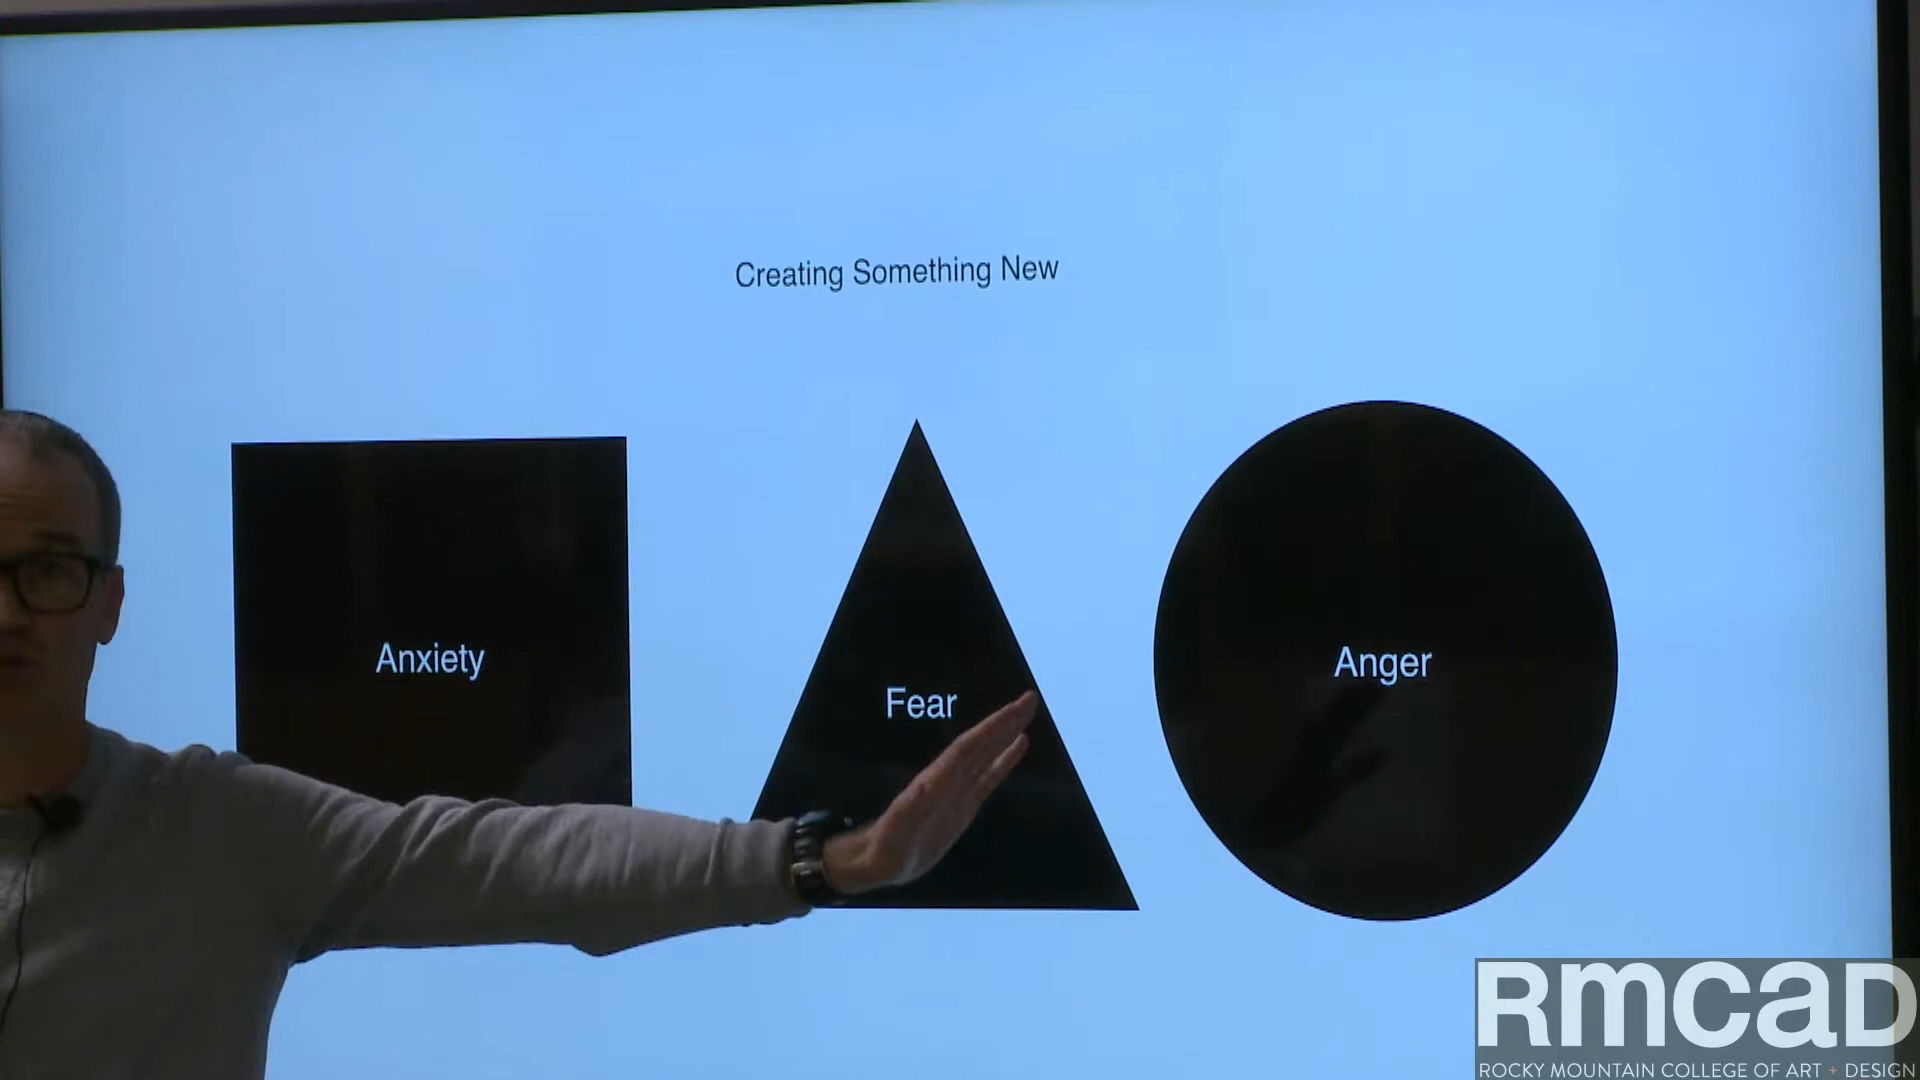 Creating Something New
Anxiety
Fear
Anger
RMCAD
ROCKY MOUNTAIN COLLEGE OF ART + DESIGN